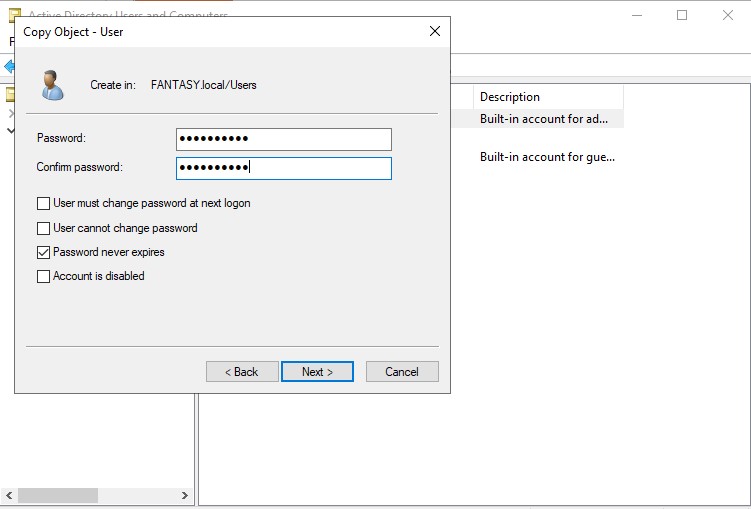 Active Directory Users and Computers
F
Copy Object - User
Create in: FANTASY.local/Users
Description
Built-in account for ad...
Built-in account for gue...
Password: ●●●●●●●●●●
Confirm password: ●●●●●●●●●●
User must change password at next logon
User cannot change password
Password never expires
Account is disabled
< Back Next > Cancel